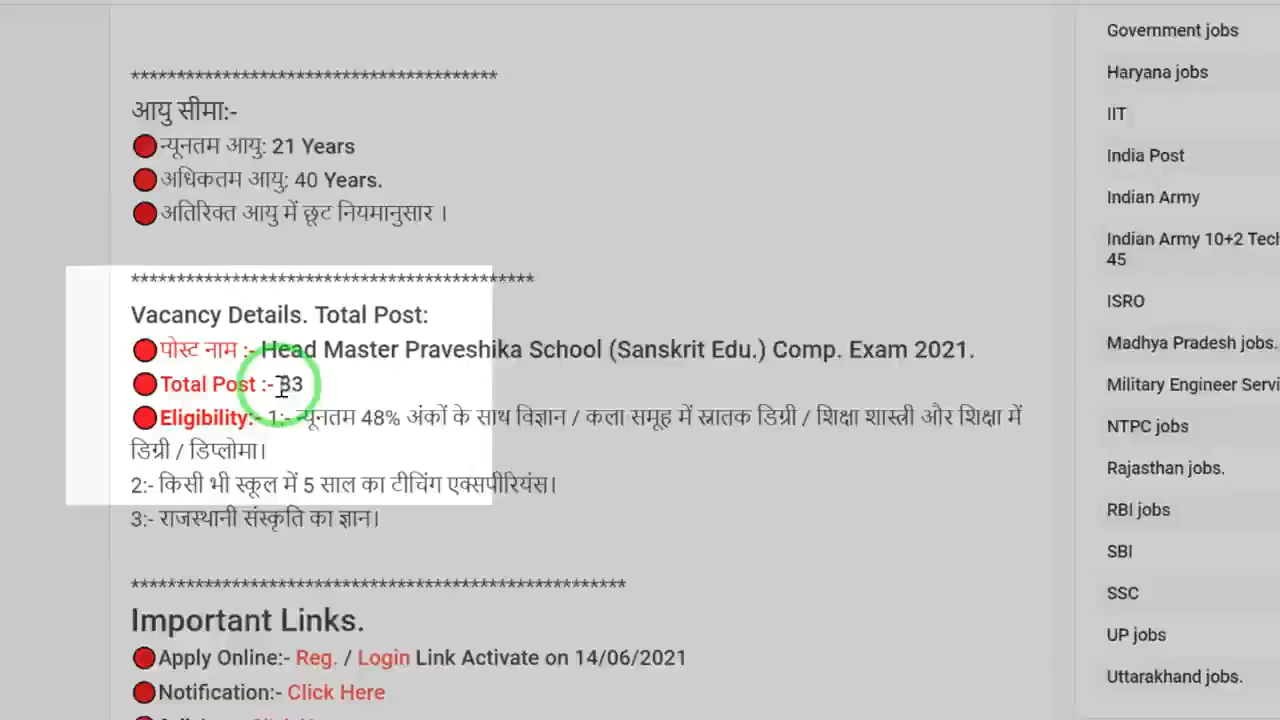 ****************************************
आयु सीमा:-
न्यूनतम आयु: 21 Years
अधिकतम आयु: 40 Years.
अतिरिक्त आयु में छूट नियमानुसार ।
********************************************
Vacancy Details. Total Post:
पोस्ट नाम :- Head Master Praveshika School (Sanskrit Edu.) Comp. Exam 2021.
Total Post :- 83
Eligibility:- 1:- न्यूनतम 48% अंकों के साथ विज्ञान / कला समूह में स्नातक डिग्री / शिक्षा शास्त्री और शिक्षा में
डिग्री / डिप्लोमा।
2:- किसी भी स्कूल में 5 साल का टीचिंग एक्सपीरियंस।
3:- राजस्थानी संस्कृति का ज्ञान।
******************************************************
Important Links.
Apply Online:- Reg. / Login Link Activate on 14/06/2021
Notification:- Click Here
Government jobs
Haryana jobs
IIT
India Post
Indian Army
Indian Army 10+2 Tech
45
ISRO
Madhya Pradesh jobs.
Military Engineer Servi
NTPC jobs
Rajasthan jobs.
RBI jobs
SBI
SSC
UP jobs
Uttarakhand jobs.